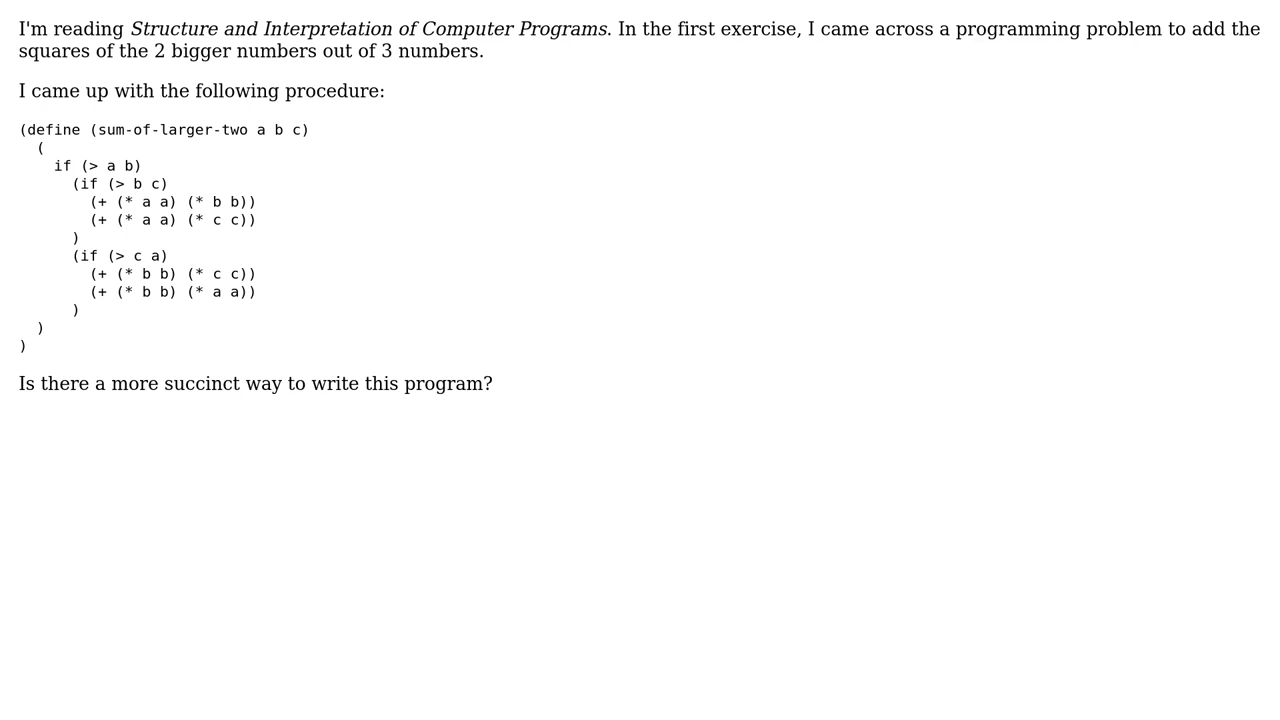 I'm reading Structure and Interpretation of Computer Programs. In the first exercise, I came across a programming problem to add the
squares of the 2 bigger numbers out of 3 numbers.
I came up with the following procedure:
(define (sum-of-larger-two a b c)
  (
    if (> a b)
      (if (> b c)
        (+ (* a a) (* b b))
        (+ (* a a) (* c c))
      )
      (if (> c a)
        (+ (* b b) (* c c))
        (+ (* b b) (* a a))
      )
  )
)
Is there a more succinct way to write this program?